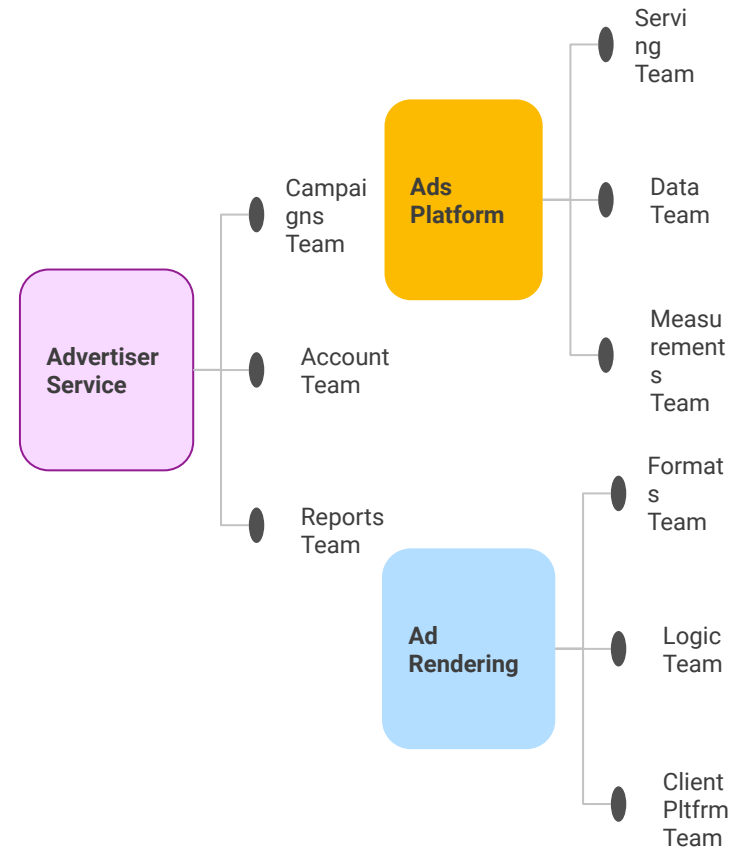 Advertiser
Service
Campai
gns
Team
Account
Team
Reports
Team
Ads
Platform
Servi
ng
Team
Data
Team
Measu
rement
s
Team
Ad
Rendering
Format
s
Team
Logic
Team
Client
Pltfrm
Team